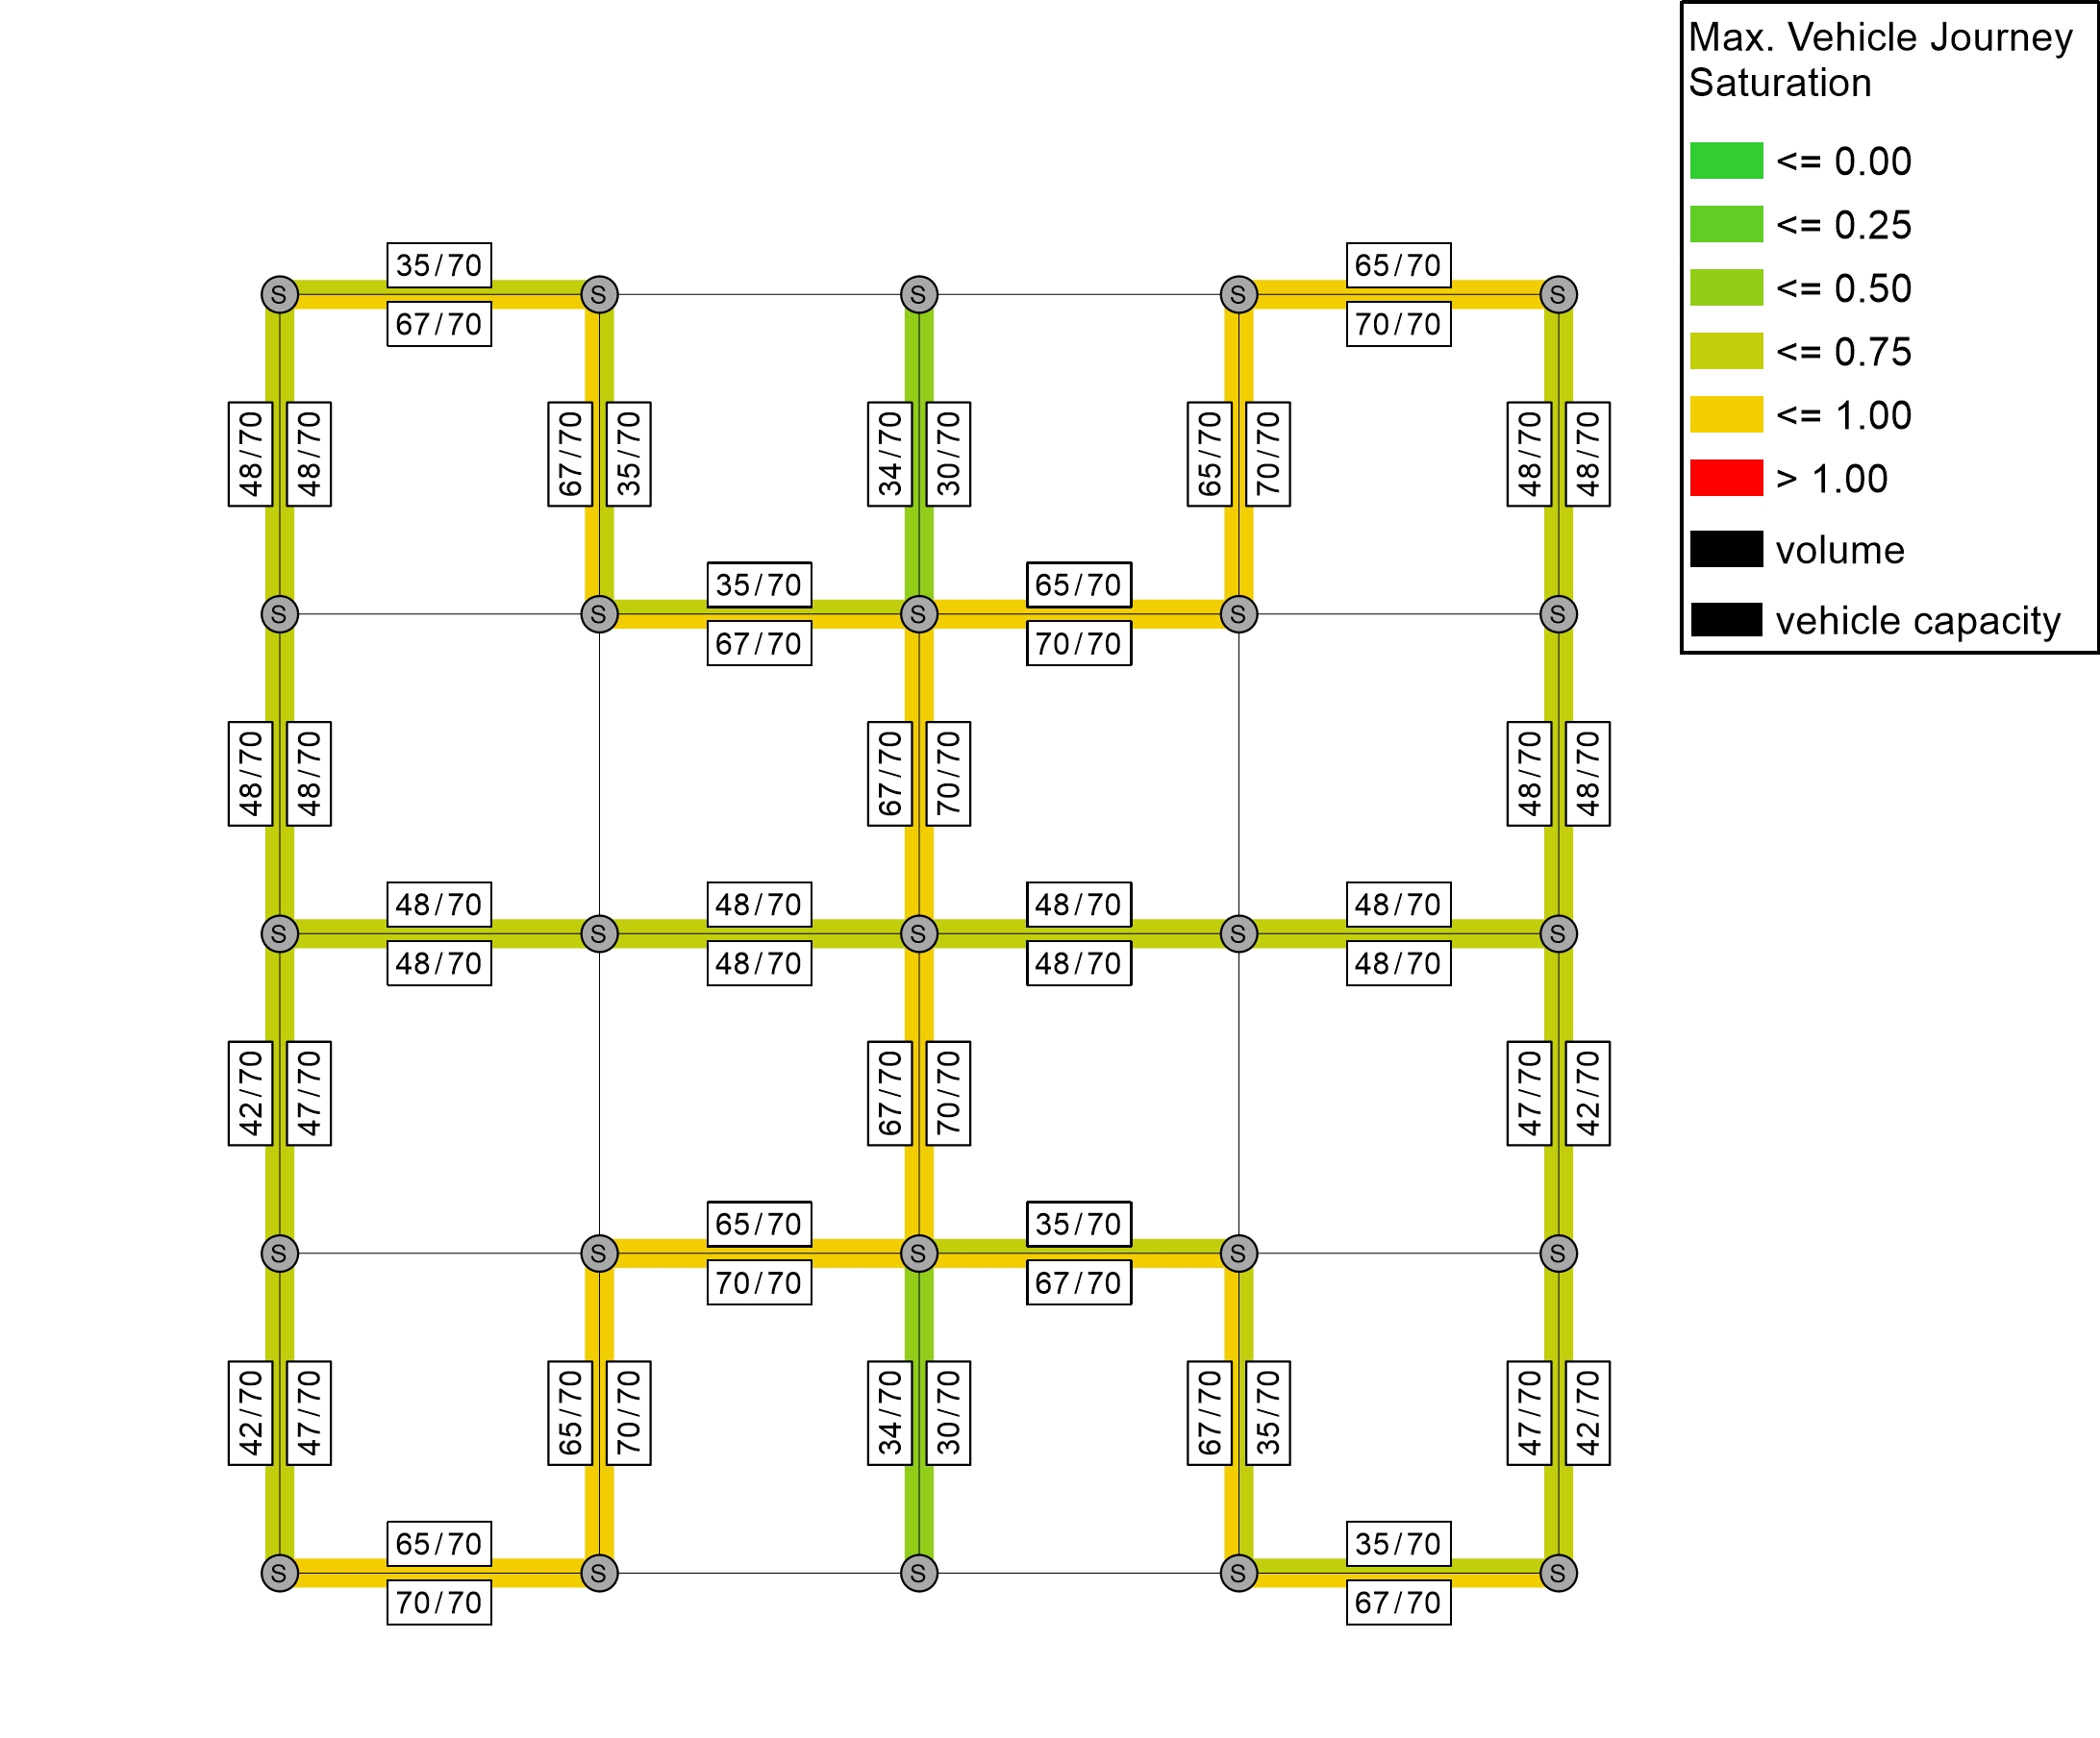 Max. Vehicle Journey
Saturation
<= 0.00
<= 0.25
<= 0.50
<= 0.75
<= 1.00
> 1.00
volume
vehicle capacity
35/70
65/70
S
S
S
S
S
67/70
70/70
48/70
48/70
67/70
35/70
34/70
30/70
65/70
70/70
48/70
48/70
35/70
65/70
S
S
S
S
S
67/70
70/70
48/70
48/70
67/70
70/70
48/70
48/70
48/70
48/70
48/70
48/70
S
S
S
S
S
48/70
48/70
48/70
48/70
42/70
47/70
67/70
70/70
47/70
42/70
65/70
35/70
S
S
S
S
S
70/70
67/70
42/70
47/70
65/70
70/70
34/70
30/70
67/70
35/70
47/70
42/70
65/70
35/70
S
S
S
S
S
70/70
67/70